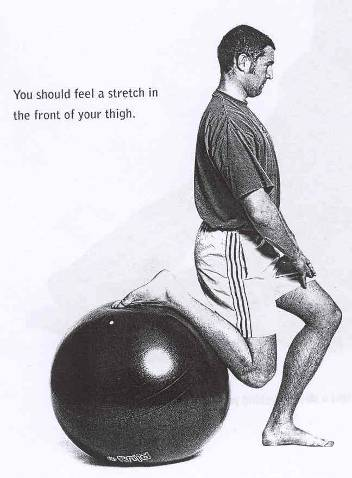 You should feel a stretch in
the front of your thigh.